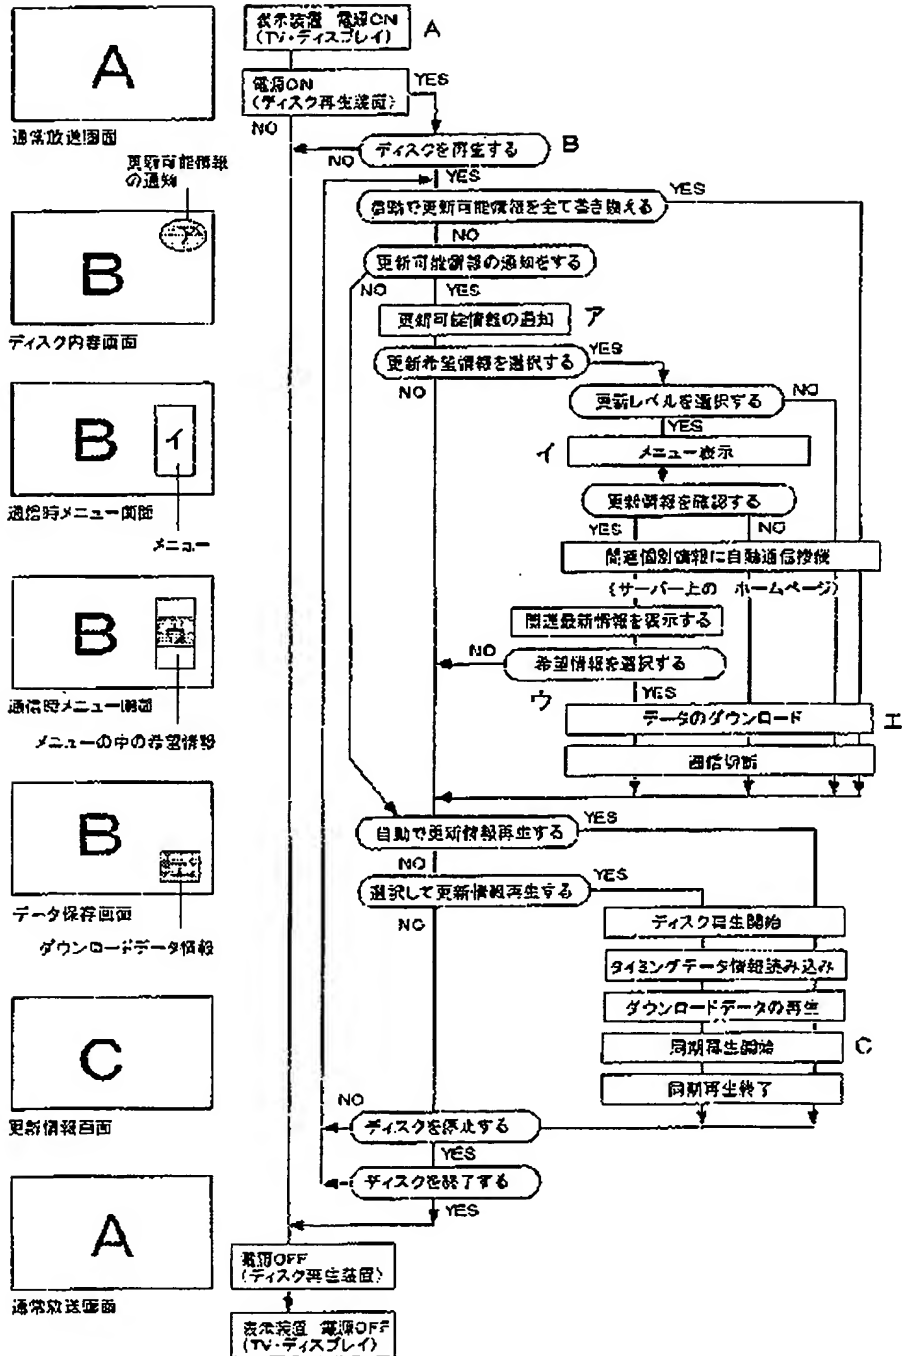 A
通常放送画面
更新可能情報
の通知
ア
B
ディスク内容画面
B
イ
通信時メニュー画面
メニュー
B
通信時メニュー画面
メニューの中の希望情報
B
データ保存画面
ダウンロードデータ情報
C
更新情報画面
A
通常放送画面
表示装置 電源ON
(TV・ディスプレイ)
A
電源ON
(ディスク再生装置)
YES
NO
ディスクを再生する
B
NO
YES
自動で更新可能情報を全て書き換える
YES
NO
更新可能情報の通知をする
NO
YES
更新可能情報の通知
ア
更新希望情報を選択する
YES
NO
更新レベルを選択する
NO
YES
イ
メニュー表示
更新情報を確認する
YES
NO
関連個別情報に自動通信接続
(サーバー上の ホームページ)
関連最新情報を表示する
NO
希望情報を選択する
ウ
YES
データのダウンロード
エ
通信切断
自動で更新情報再生する
YES
NO
選択して更新情報再生する
YES
NO
ディスク再生開始
タイミングデータ情報読み込み
ダウンロードデータの再生
同期再生開始
C
同期再生終了
NO
ディスクを停止する
YES
ディスクを終了する
YES
電源OFF
(ディスク再生装置)
表示装置 電源OFF
(TV・ディスプレイ)